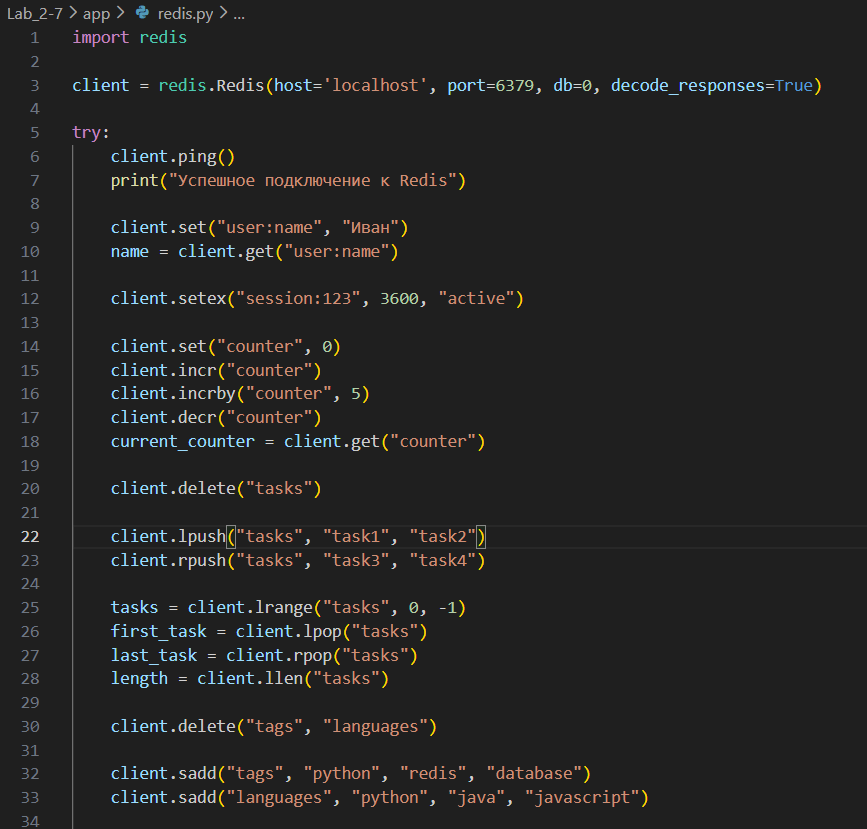 Lab_2-7 > app > redis.py > ...
1 import redis
2
3 client = redis.Redis(host='localhost', port=6379, db=0, decode_responses=True)
4
5 try:
6     client.ping()
7     print("Успешное подключение к Redis")
8
9     client.set("user:name", "Иван")
10     name = client.get("user:name")
11
12     client.setex("session:123", 3600, "active")
13
14     client.set("counter", 0)
15     client.incr("counter")
16     client.incrby("counter", 5)
17     client.decr("counter")
18     current_counter = client.get("counter")
19
20     client.delete("tasks")
21
22     client.lpush("tasks", "task1", "task2")
23     client.rpush("tasks", "task3", "task4")
24
25     tasks = client.lrange("tasks", 0, -1)
26     first_task = client.lpop("tasks")
27     last_task = client.rpop("tasks")
28     length = client.llen("tasks")
29
30     client.delete("tags", "languages")
31
32     client.sadd("tags", "python", "redis", "database")
33     client.sadd("languages", "python", "java", "javascript")
34